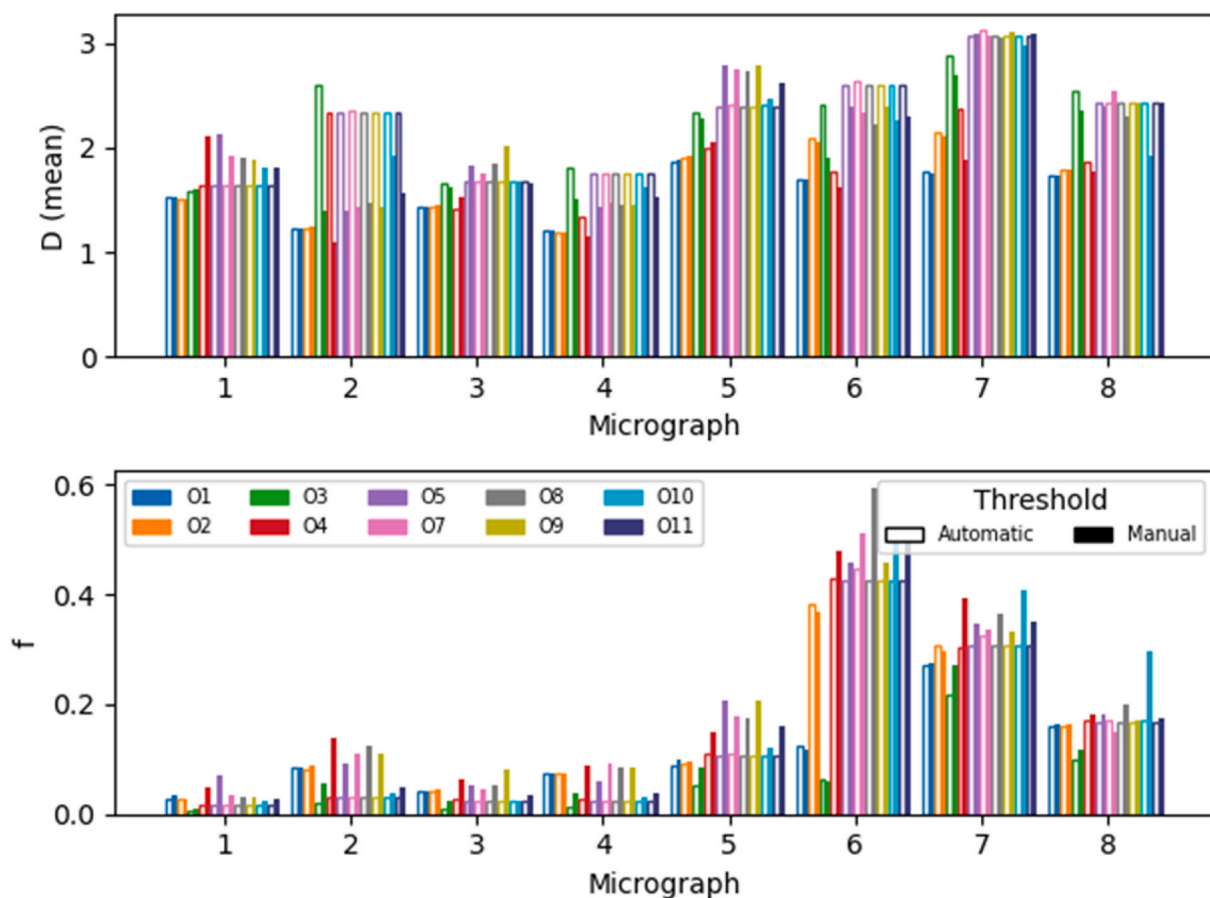 3
2
1
0
D (mean)
1 2 3 4 5 6 7 8
Micrograph
0.6
0.4
0.2
0.0
f
O1 O3 O5 O8 O10
O2 O4 O7 O9 O11
Threshold
Automatic Manual
1 2 3 4 5 6 7 8
Micrograph